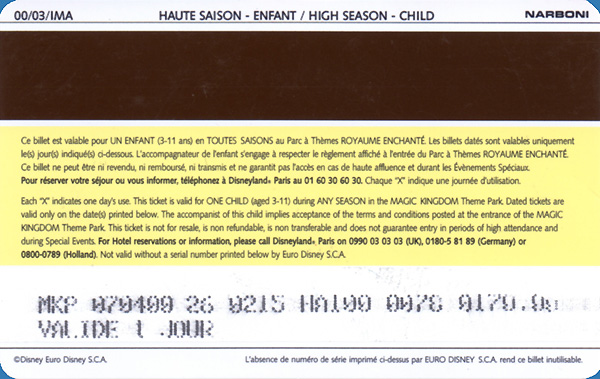 00/03/IMA HAUTE SAISON - ENFANT / HIGH SEASON - CHILD NARBONI
Ce billet est valable pour UN ENFANT (3-11 ans) en TOUTES SAISONS au Parc à Thèmes ROYAUME ENCHANTÉ. Les billets datés sont valables uniquement
le(s) jour(s) indiqué(s) ci-dessous. L'accompagnateur de l'enfant s'engage à respecter le règlement affiché à l'entrée du Parc à Thèmes ROYAUME ENCHANTÉ.
Ce billet ne peut être ni revendu, ni remboursé, ni transmis et ne garantit pas l'accès en cas de haute affluence et durant les Évènements Spéciaux.
Pour réserver votre séjour ou vous informer, téléphonez à Disneyland® Paris au 01 60 30 60 30. Chaque "X" indique une journée d'utilisation.
Each "X" indicates one day's use. This ticket is valid for ONE CHILD (aged 3-11) during ANY SEASON in the MAGIC KINGDOM Theme Park. Dated tickets are
valid only on the date(s) printed below. The accompanist of this child implies acceptance of the terms and conditions posted at the entrance of the MAGIC
KINGDOM Theme Park. This ticket is not for resale, is non refundable, is non transferable and does not guarantee entry in periods of high attendance and
during Special Events. For Hotel reservations or information, please call Disneyland® Paris on 0990 03 03 03 (UK), 0180-5 81 89 (Germany) or
0800-0789 (Holland). Not valid without a serial number printed below by Euro Disney S.C.A.
MKP 070400 26 0215 HA100 0078
VALIDE 1 JOUR
©Disney Euro Disney S.C.A. L'absence de numéro de série imprimé ci-dessus par EURO DISNEY S.C.A. rend ce billet inutilisable.